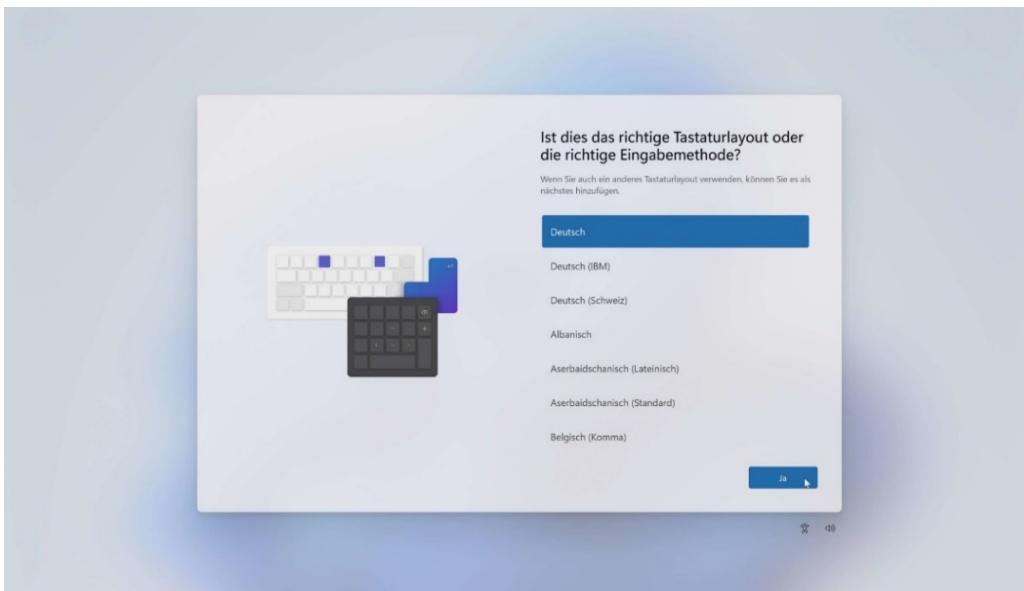 Ist dies das richtige Tastaturlayout oder
die richtige Eingabemethode?
Wenn Sie auch ein anderes Tastaturlayout verwenden, können Sie es als
nächstes hinzufügen.
Deutsch
Deutsch (IBM)
Deutsch (Schweiz)
Albanisch
Aserbaidschanisch (Lateinisch)
Aserbaidschanisch (Standard)
Belgisch (Komma)
Ja